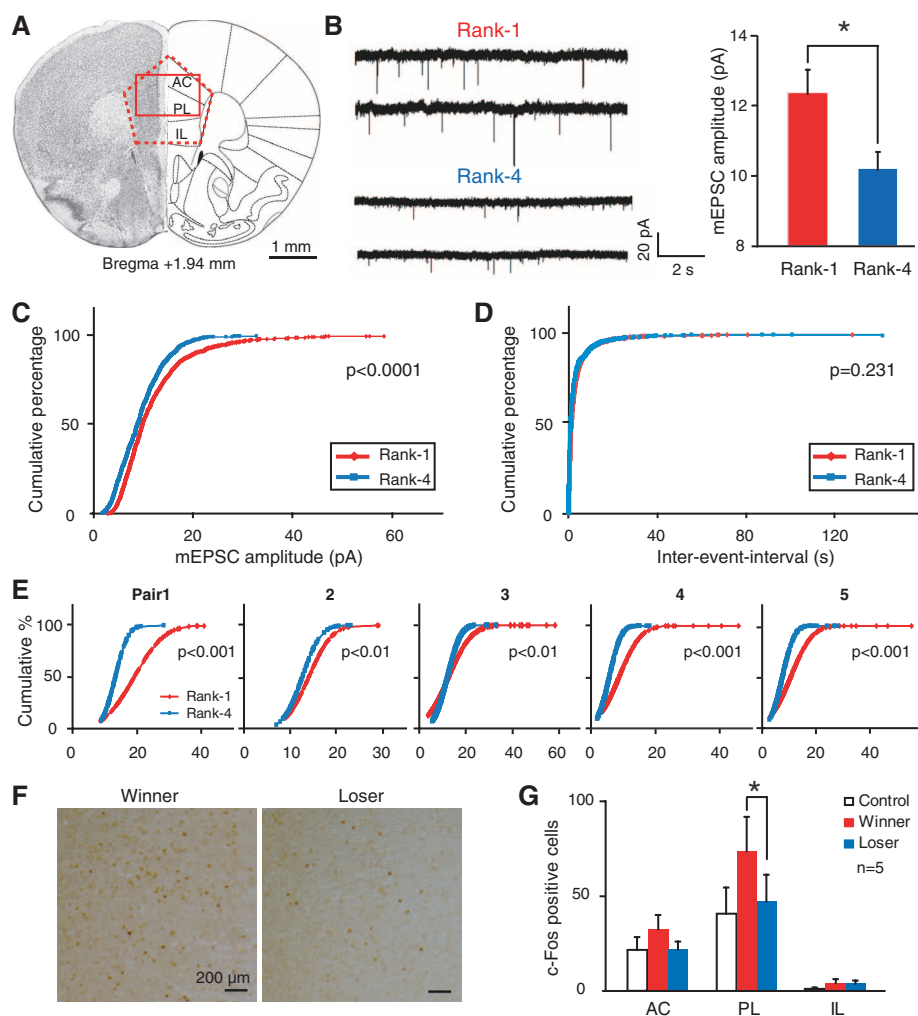 A
AC
PL
IL
1 mm
Bregma +1.94 mm
B
Rank-1
Rank-4
20 pA
2 s
mEPSC amplitude (pA)
14
12
10
8
*
Rank-1 Rank-4
C
Cumulative percentage
100
50
0
p<0.0001
Rank-1
Rank-4
0 20 40 60
mEPSC amplitude (pA)
D
Cumulative percentage
100
50
0
p=0.231
Rank-1
Rank-4
0 40 80 120
Inter-event-interval (s)
E
Pair1 2 3 4 5
Cumulative %
100
50
0
p<0.001 p<0.01 p<0.01 p<0.001 p<0.001
Rank-1
Rank-4
0 20 40
10 20 30
0 20 40 60
0 20 40
0 20 40
F
Winner Loser
200 µm
G
c-Fos positive cells
100
50
0
*
Control
Winner
Loser
n=5
AC PL IL